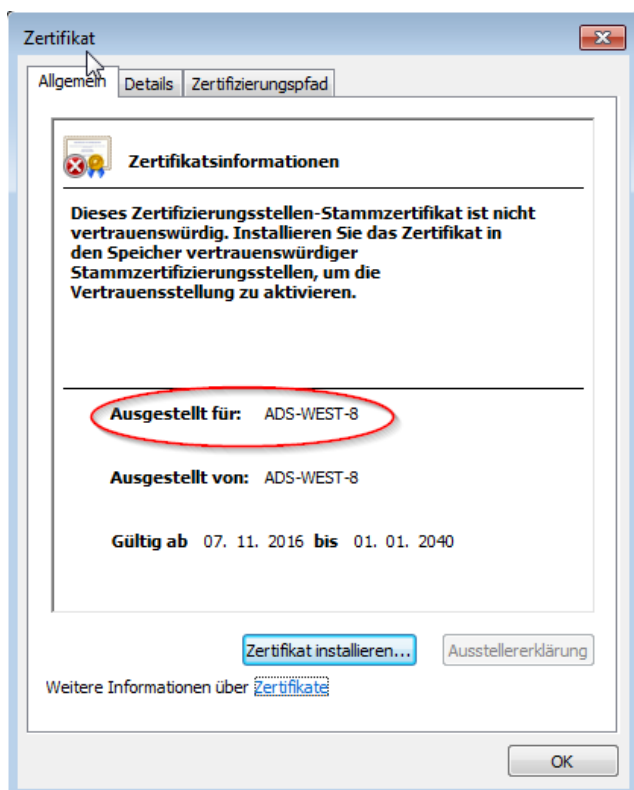 Zertifikat
Allgemein Details Zertifizierungspfad
Zertifikatsinformationen
Dieses Zertifizierungsstellen-Stammzertifikat ist nicht
vertrauenswürdig. Installieren Sie das Zertifikat in
den Speicher vertrauenswürdiger
Stammzertifizierungsstellen, um die
Vertrauensstellung zu aktivieren.
Ausgestellt für: ADS-WEST-8
Ausgestellt von: ADS-WEST-8
Gültig ab 07. 11. 2016 bis 01. 01. 2040
Zertifikat installieren... Ausstellererklärung
Weitere Informationen über Zertifikate
OK